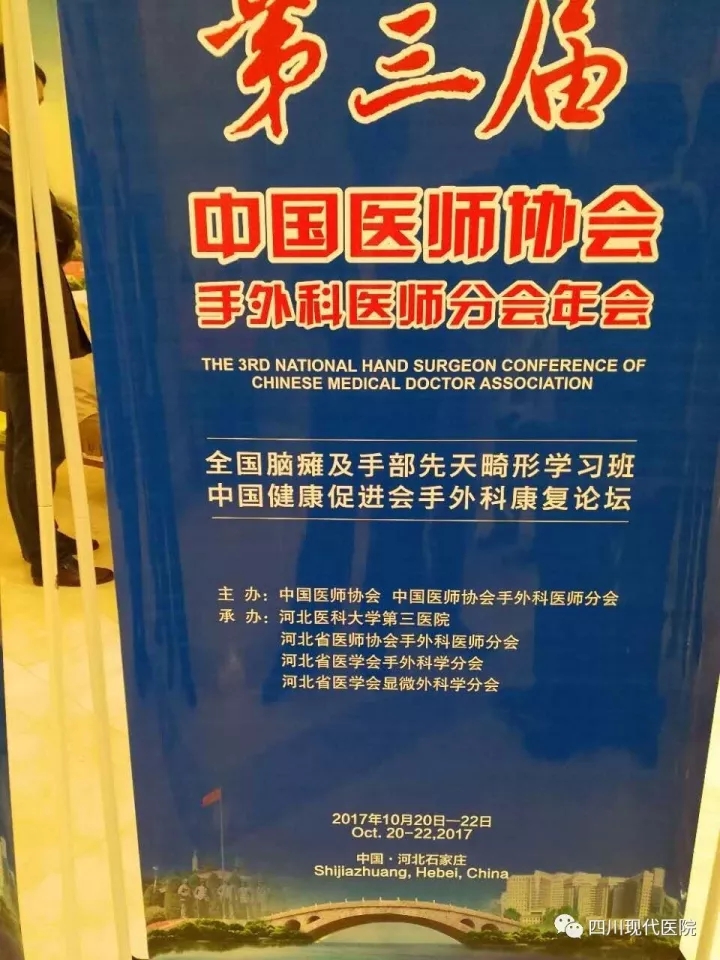 第三届
中国医师协会
手外科医师分会年会
THE 3RD NATIONAL HAND SURGEON CONFERENCE OF
CHINESE MEDICAL DOCTOR ASSOCIATION
全国脑瘫及手部先天畸形学习班
中国健康促进会手外科康复论坛
主 办：中国医师协会 中国医师协会手外科医师分会
承 办：河北医科大学第三医院
河北省医师协会手外科医师分会
河北省医学会手外科学分会
河北省医学会显微外科学分会
2017年10月20日—22日
Oct. 20-22,2017
中国·河北石家庄
Shijiazhuang, Hebei, China
四川现代医院